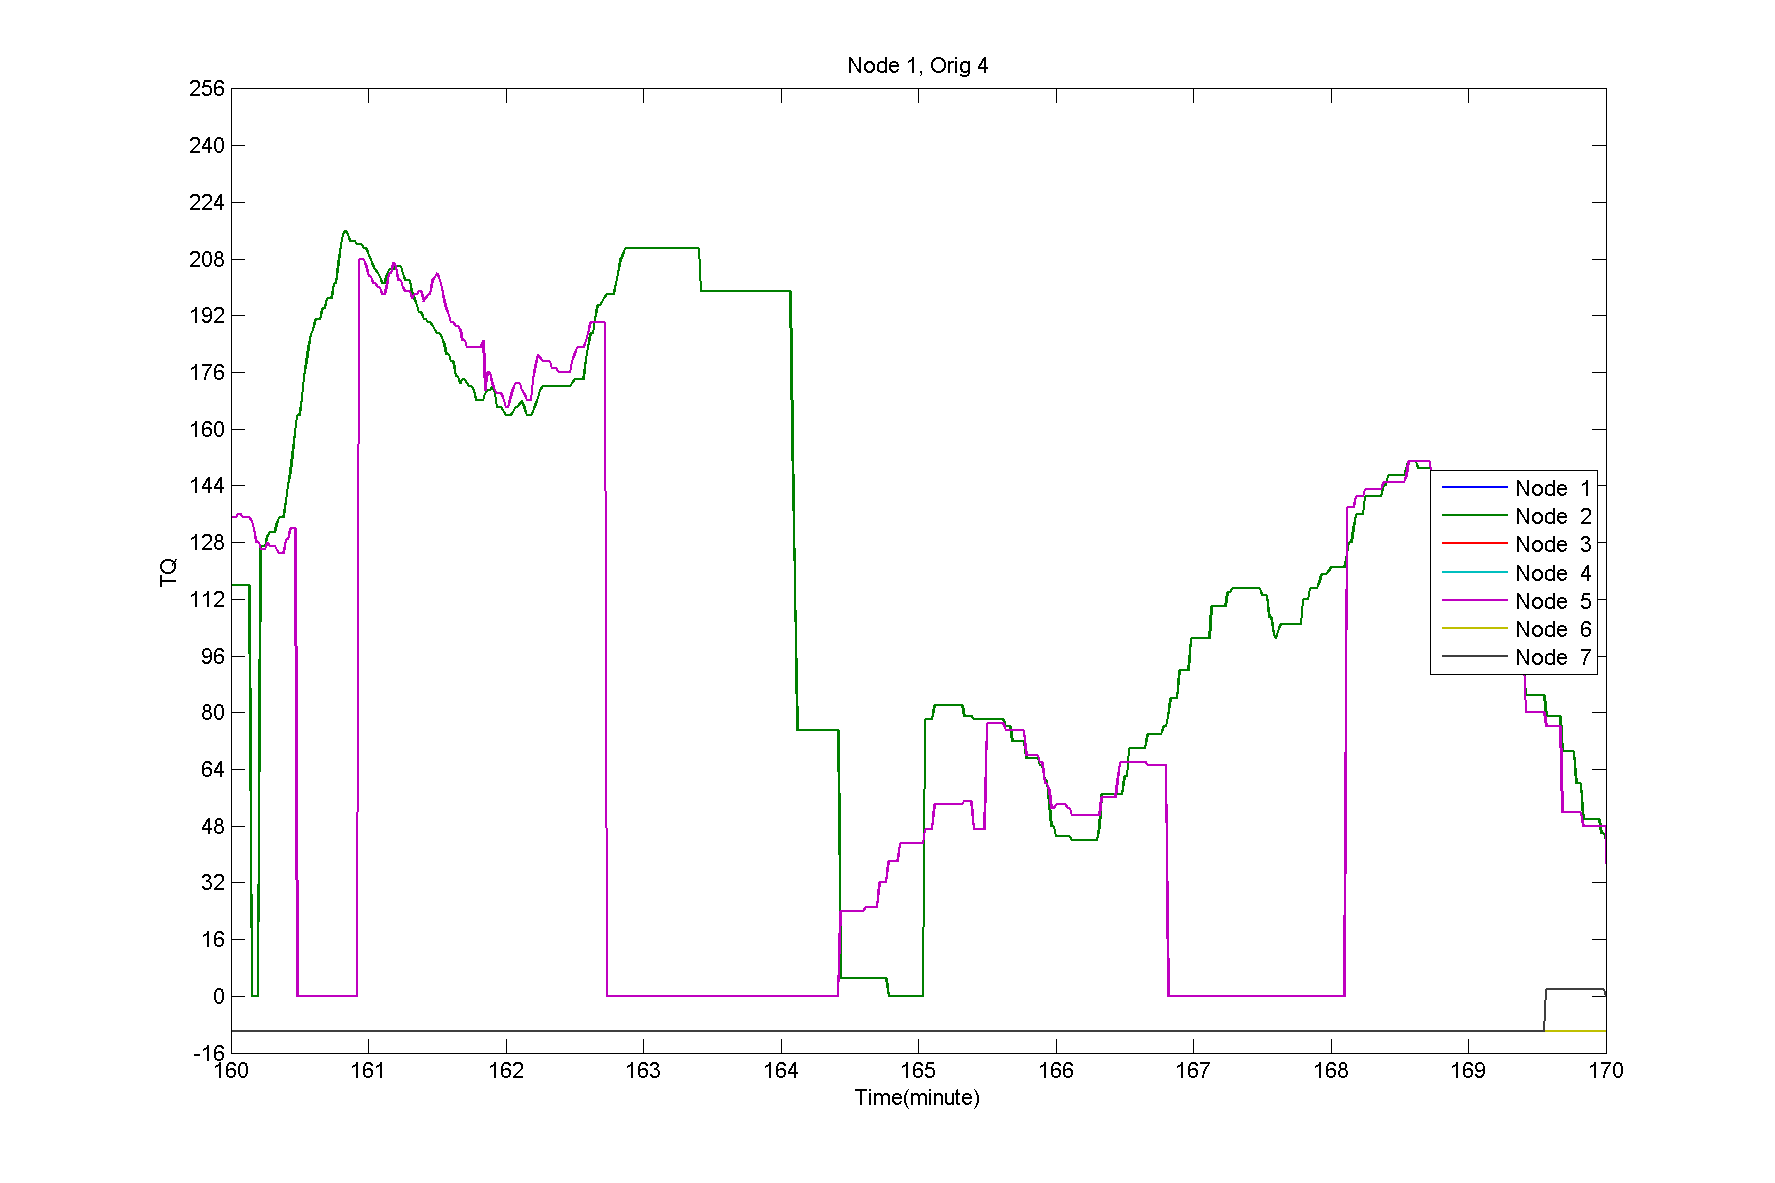 Node 1, Orig 4
256
240
224
208
192
176
160
144
128
112
96
80
64
48
32
16
0
-16
TQ
Node 1
Node 2
Node 3
Node 4
Node 5
Node 6
Node 7
160 161 162 163 164 165 166 167 168 169 170
Time(minute)